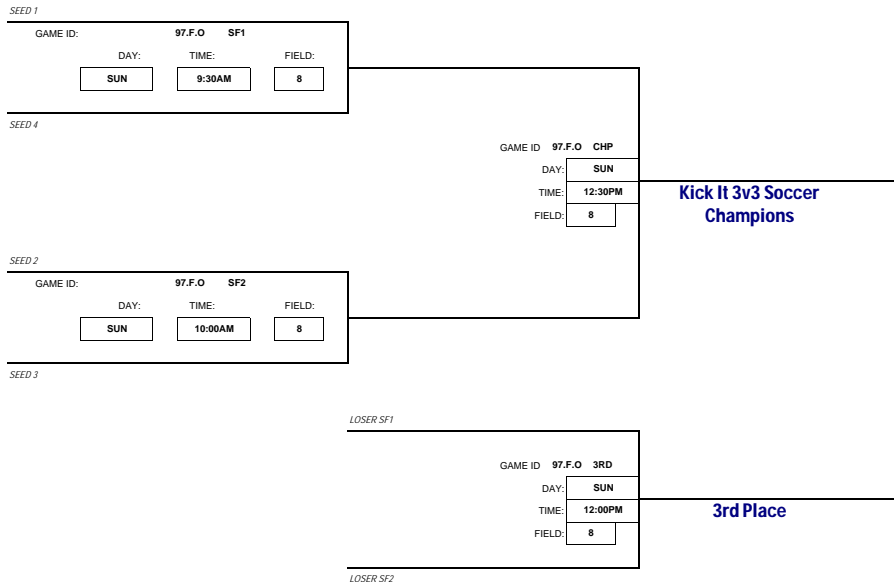 SEED 1
GAME ID: 97.F.O SF1
DAY: TIME: FIELD:
SUN 9:30AM 8
SEED 4
GAME ID 97.F.O CHP
DAY: SUN
TIME: 12:30PM
FIELD: 8
Kick It 3v3 Soccer
Champions
SEED 2
GAME ID: 97.F.O SF2
DAY: TIME: FIELD:
SUN 10:00AM 8
SEED 3
LOSER SF1
GAME ID 97.F.O 3RD
DAY: SUN
TIME: 12:00PM
FIELD: 8
3rd Place
LOSER SF2